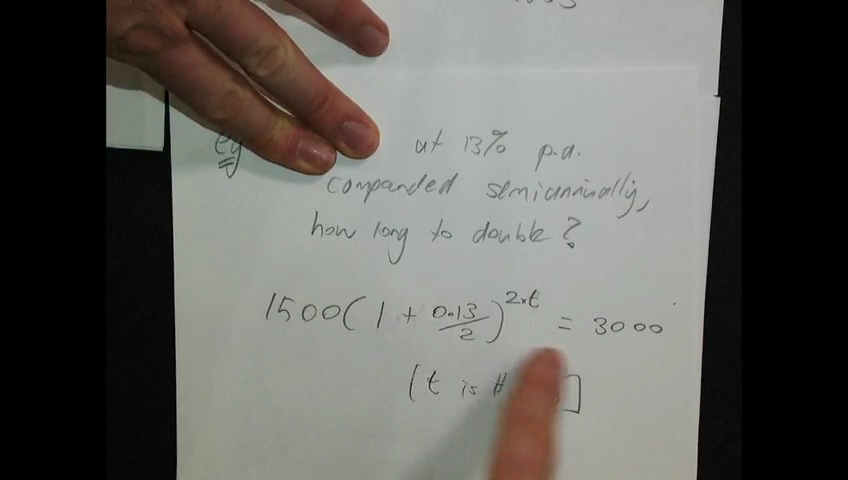 eg at 13% p.a.
compounded semiannually,
how long to double?
1500(1 + 0.13/2)^2×t = 3000
(t is #